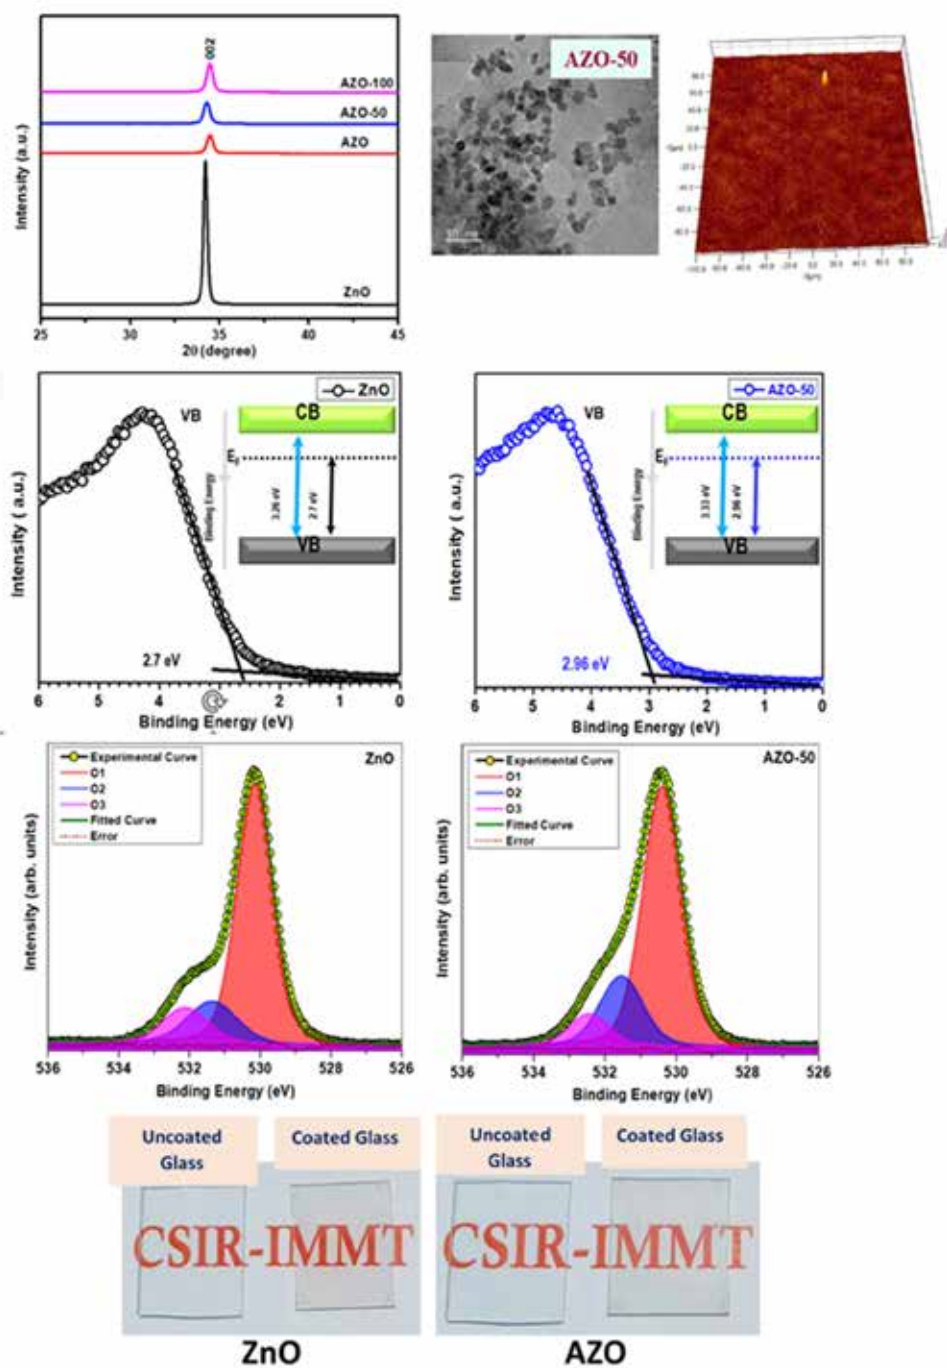 002
AZO-100
AZO-50
AZO
ZnO
Intensity (a.u.)
25 30 35 40 45
2θ (degree)
AZO-50
ZnO
VB
CB
Binding Energy
3.26 eV
2.7 eV
VB
2.7 eV
Intensity ( a.u.)
6 5 4 3 2 1 0
Binding Energy (eV)
AZO-50
VB
CB
Binding Energy
3.33 eV
2.96 eV
VB
2.96 eV
Intensity ( a.u.)
6 5 4 3 2 1 0
Binding Energy (eV)
Experimental Curve
O1
O2
O3
Fitted Curve
Error
ZnO
Intensity (arb. units)
536 534 532 530 528 526
Binding Energy (eV)
Experimental Curve
O1
O2
O3
Fitted Curve
Error
AZO-50
Intensity (arb. units)
536 534 532 530 528 526
Binding Energy (eV)
Uncoated
Glass
Coated Glass
CSIR-IMMT
ZnO
Uncoated
Glass
Coated Glass
CSIR-IMMT
AZO